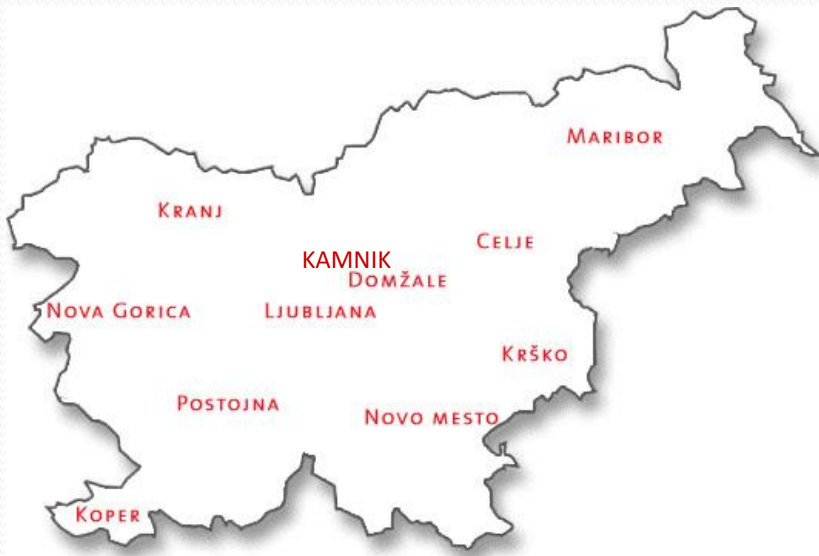 MARIBOR
KRANJ
CELJE
KAMNIK
DOMŽALE
NOVA GORICA
LJUBLJANA
KRŠKO
POSTOJNA
NOVO MESTO
KOPER